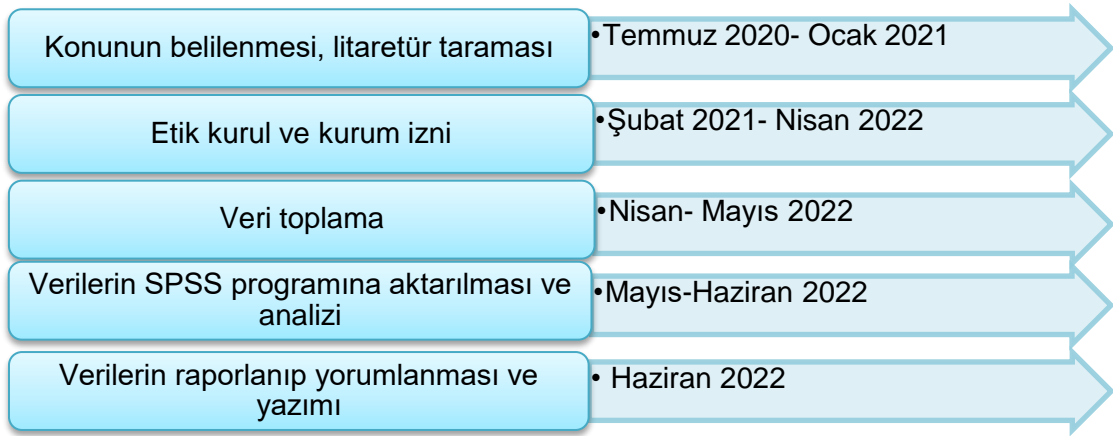 Konunun belilenmesi, litaretür taraması
•Temmuz 2020- Ocak 2021
Etik kurul ve kurum izni
•Şubat 2021- Nisan 2022
Veri toplama
•Nisan- Mayıs 2022
Verilerin SPSS programına aktarılması ve
analizi
•Mayıs-Haziran 2022
Verilerin raporlanıp yorumlanması ve
yazımı
• Haziran 2022